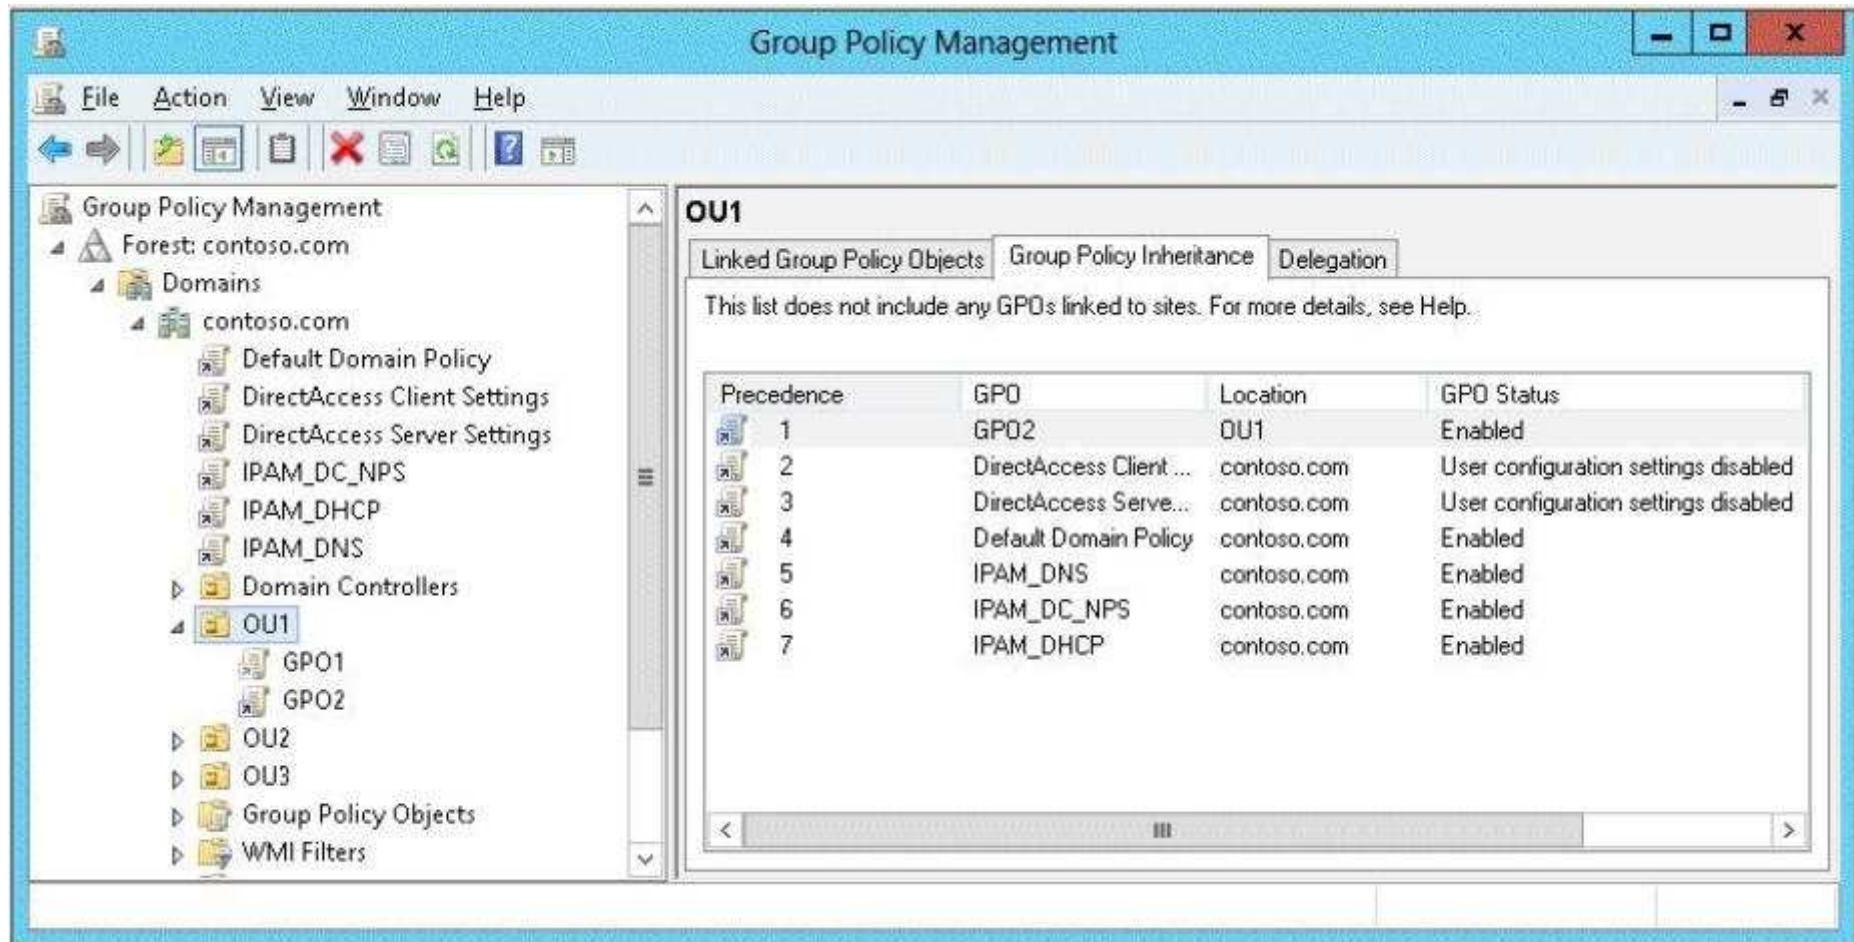 Group Policy Management
File Action View Window Help
Group Policy Management
Forest: contoso.com
Domains
contoso.com
Default Domain Policy
DirectAccess Client Settings
DirectAccess Server Settings
IPAM_DC_NPS
IPAM_DHCP
IPAM_DNS
Domain Controllers
OU1
GPO1
GPO2
OU2
OU3
Group Policy Objects
WMI Filters
OU1
Linked Group Policy Objects Group Policy Inheritance Delegation
This list does not include any GPOs linked to sites. For more details, see Help.
Precedence GPO Location GPO Status
1 GPO2 OU1 Enabled
2 DirectAccess Client ... contoso.com User configuration settings disabled
3 DirectAccess Serve... contoso.com User configuration settings disabled
4 Default Domain Policy contoso.com Enabled
5 IPAM_DNS contoso.com Enabled
6 IPAM_DC_NPS contoso.com Enabled
7 IPAM_DHCP contoso.com Enabled